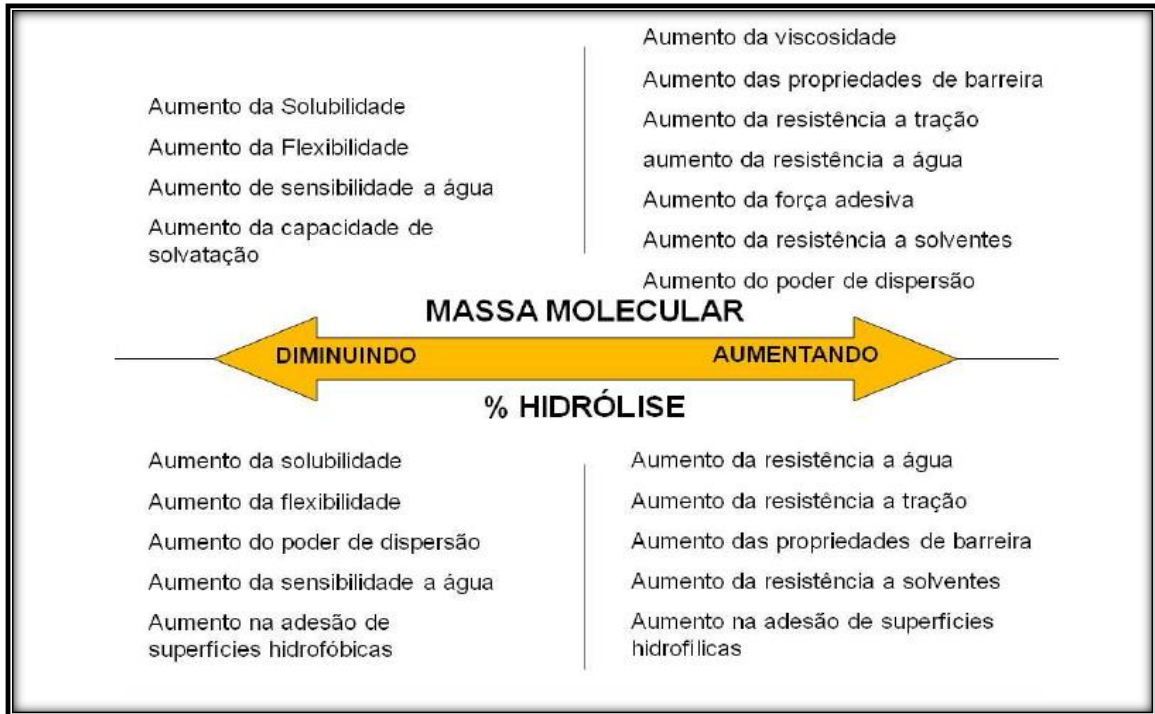 Aumento da Solubilidade
Aumento da Flexibilidade
Aumento de sensibilidade a água
Aumento da capacidade de
solvatação
Aumento da viscosidade
Aumento das propriedades de barreira
Aumento da resistência a tração
aumento da resistência a água
Aumento da força adesiva
Aumento da resistência a solventes
Aumento do poder de dispersão
MASSA MOLECULAR
DIMINUINDO
AUMENTANDO
% HIDRÓLISE
Aumento da solubilidade
Aumento da flexibilidade
Aumento do poder de dispersão
Aumento da sensibilidade a água
Aumento na adesão de
superfícies hidrofóbicas
Aumento da resistência a água
Aumento da resistência a tração
Aumento das propriedades de barreira
Aumento da resistência a solventes
Aumento na adesão de superfícies
hidrofílicas